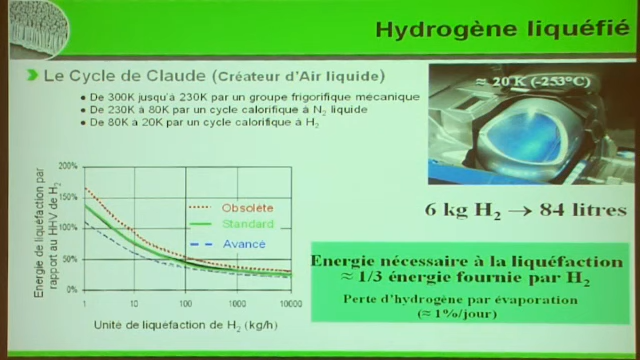 Hydrogène liquéfié
Le Cycle de Claude (Créateur d'Air liquide)
• De 300K jusqu'à 230K par un groupe frigorifique mécanique
• De 230K à 80K par un cycle calorifique à N2 liquide
• De 80K à 20K par un cycle calorifique à H2
≈ 20 K (-253°C)
6 kg H2 → 84 litres
Energie de liquéfaction par
rapport au HHV de H2
200%
150%
100%
50%
0%
Obsolète
Standard
Avancé
1 10 100 1000 10000
Unité de liquéfaction de H2 (kg/h)
Energie nécessaire à la liquéfaction
≈ 1/3 énergie fournie par H2
Perte d'hydrogène par évaporation
(≈ 1%/jour)